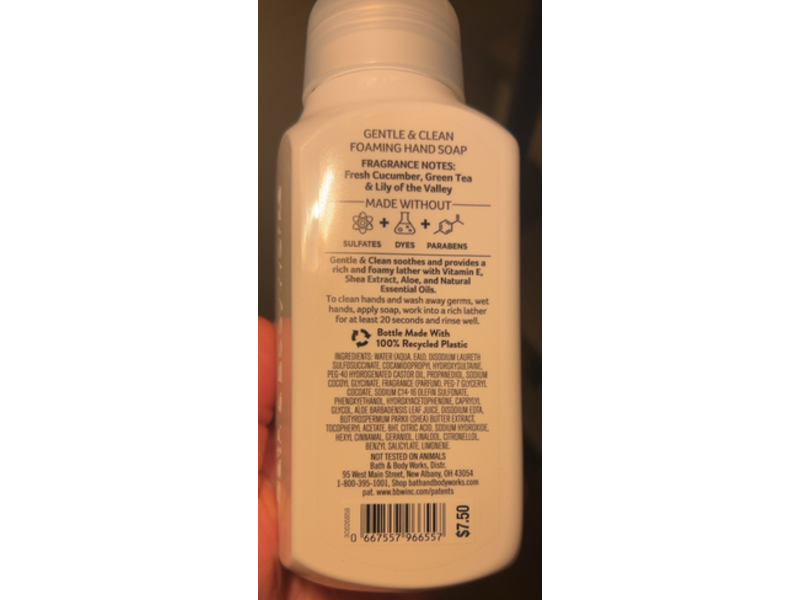 GENTLE & CLEAN
FOAMING HAND SOAP
FRAGRANCE NOTES:
Fresh Cucumber, Green Tea
& Lily of the Valley
MADE WITHOUT
+ +
SULFATES DYES PARABENS
Gentle & Clean soothes and provides a
rich and foamy lather with Vitamin E,
Shea Extract, Aloe, and Natural
Essential Oils.
To clean hands and wash away germs, wet
hands, apply soap, work into a rich lather
for at least 20 seconds and rinse well.
Bottle Made With
100% Recycled Plastic
INGREDIENTS: WATER (AQUA, EAU), DISODIUM LAURETH
SULFOSUCCINATE, COCAMIDOPROPYL HYDROXYSULTAINE,
PEG-40 HYDROGENATED CASTOR OIL, PROPANEDIOL, SODIUM
COCOYL GLYCINATE, FRAGRANCE (PARFUM), PEG-7 GLYCERYL
COCOATE, SODIUM C14-16 OLEFIN SULFONATE,
PHENOXYETHANOL, HYDROXYACETOPHENONE, CAPRYLYL
GLYCOL, ALOE BARBADENSIS LEAF JUICE, DISODIUM EDTA,
BUTYROSPERMUM PARKII (SHEA) BUTTER EXTRACT,
TOCOPHERYL ACETATE, BHT, CITRIC ACID, SODIUM HYDROXIDE,
HEXYL CINNAMAL, GERANIOL, LINALOOL, CITRONELLOL,
BENZYL SALICYLATE, LIMONENE.
NOT TESTED ON ANIMALS
Bath & Body Works, Distr.
95 West Main Street, New Albany, OH 43054
1-800-395-1001, Shop bathandbodyworks.com
pat. www.bbwinc.com/patents
0 667557 966557
$7.50